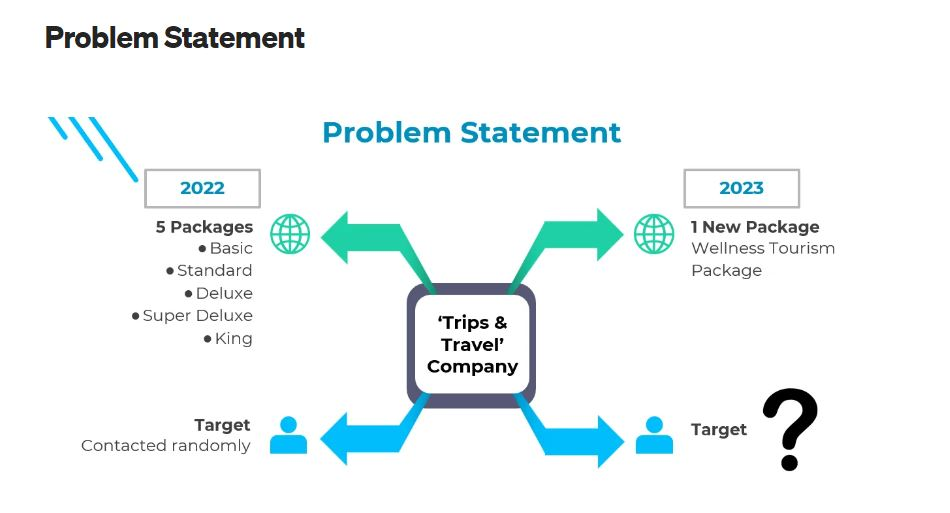 Problem Statement
Problem Statement
2022
5 Packages
● Basic
● Standard
● Deluxe
● Super Deluxe
● King
Target
Contacted randomly
‘Trips &
Travel’
Company
2023
1 New Package
Wellness Tourism
Package
Target
?